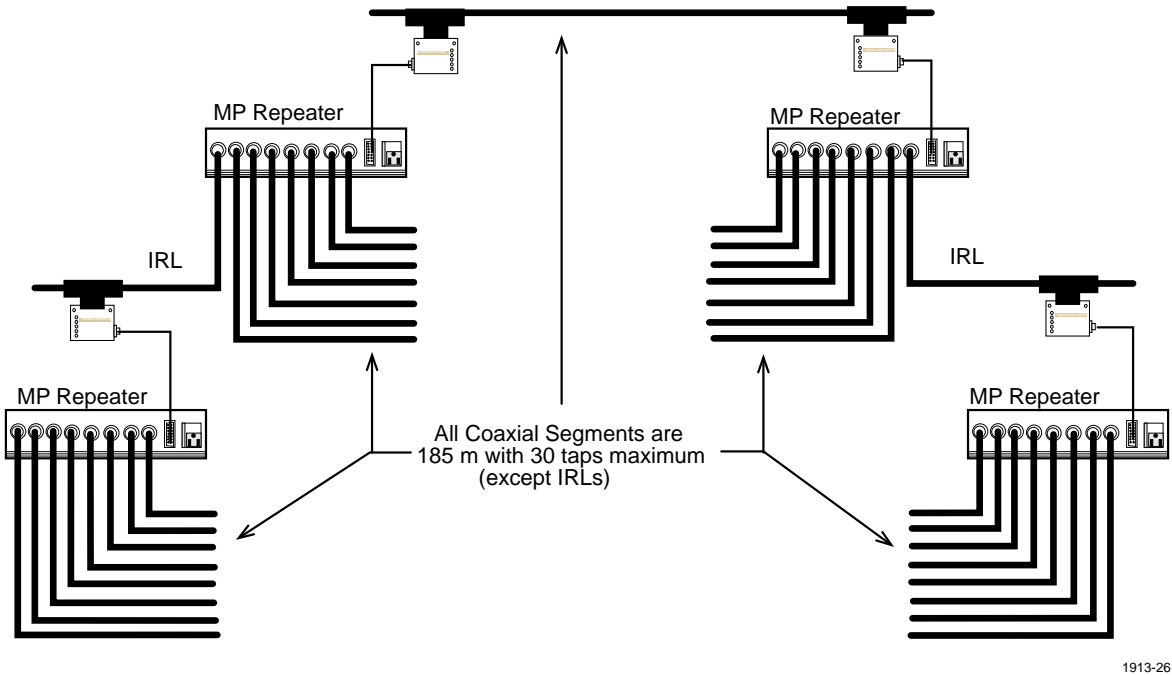 MP Repeater
MP Repeater
IRL
IRL
MP Repeater
MP Repeater
All Coaxial Segments are
185 m with 30 taps maximum
(except IRLs)
1913-26